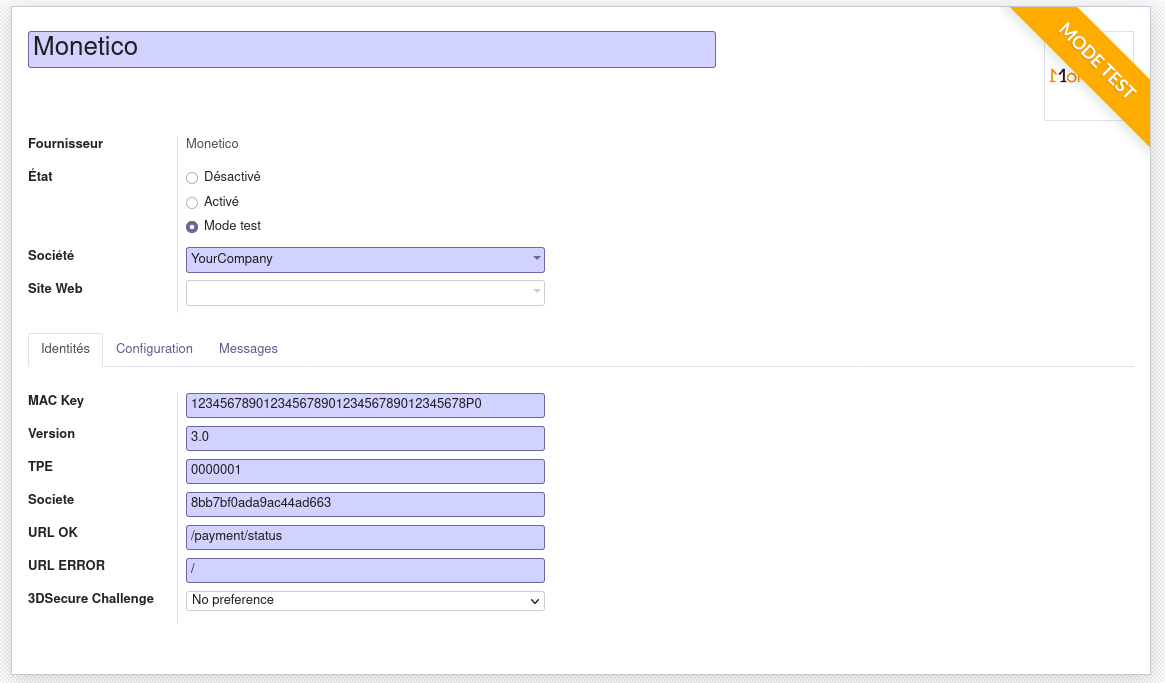 Monetico
MODE TEST
Fournisseur Monetico
État Désactivé
Activé
Mode test
Société YourCompany
Site Web
Identités Configuration Messages
MAC Key 12345678901234567890123456789012345678P0
Version 3.0
TPE 0000001
Societe 8bb7bf0ada9ac44ad663
URL OK /payment/status
URL ERROR /
3DSecure Challenge No preference